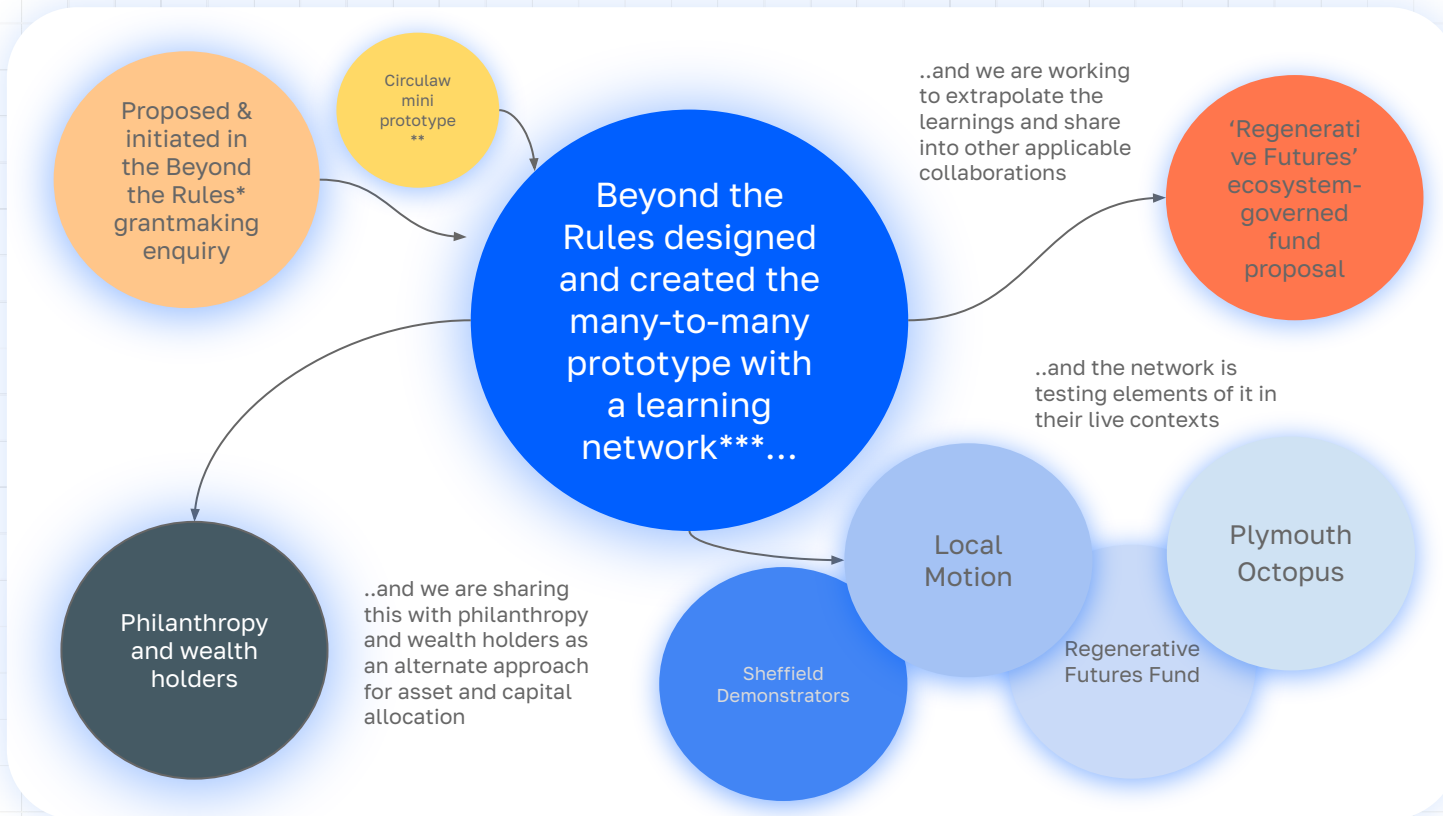 Proposed &
initiated in
the Beyond
the Rules*
grantmaking
enquiry
Circulaw
mini
prototype
**
Beyond the
Rules designed
and created the
many-to-many
prototype with
a learning
network***...
..and we are working
to extrapolate the
learnings and share
into other applicable
collaborations
‘Regenerati
ve Futures’
ecosystem-
governed
fund
proposal
..and the network is
testing elements of it in
their live contexts
Local
Motion
Plymouth
Octopus
Regenerative
Futures Fund
Sheffield
Demonstrators
..and we are sharing
this with philanthropy
and wealth holders as
an alternate approach
for asset and capital
allocation
Philanthropy
and wealth
holders